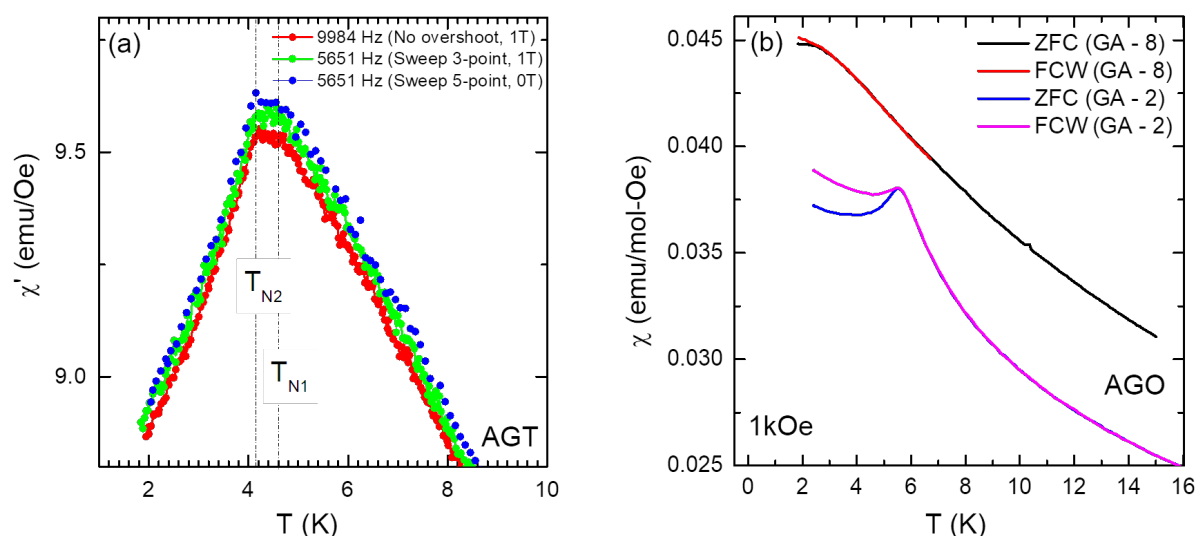 (a)
9984 Hz (No overshoot, 1T)
5651 Hz (Sweep 3-point, 1T)
5651 Hz (Sweep 5-point, 0T)
9.5
9.0
χ' (emu/Oe)
T_N2
T_N1
AGT
2 4 6 8 10
T (K)
(b)
ZFC (GA - 8)
FCW (GA - 8)
ZFC (GA - 2)
FCW (GA - 2)
0.045
0.040
0.035
0.030
0.025
χ (emu/mol-Oe)
AGO
1kOe
0 2 4 6 8 10 12 14 16
T (K)